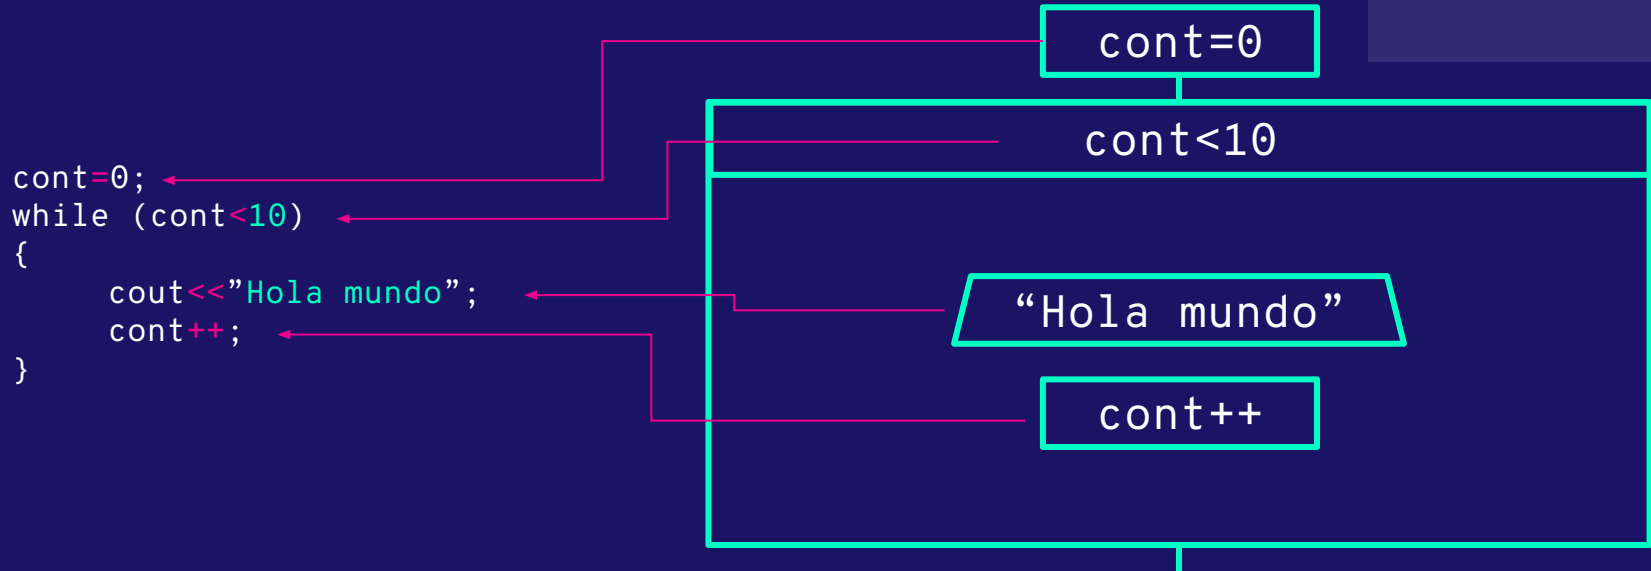 cont=0;
while (cont<10)
{
cout<<”Hola mundo”;
cont++;
}
cont=0
cont<10
“Hola mundo”
cont++